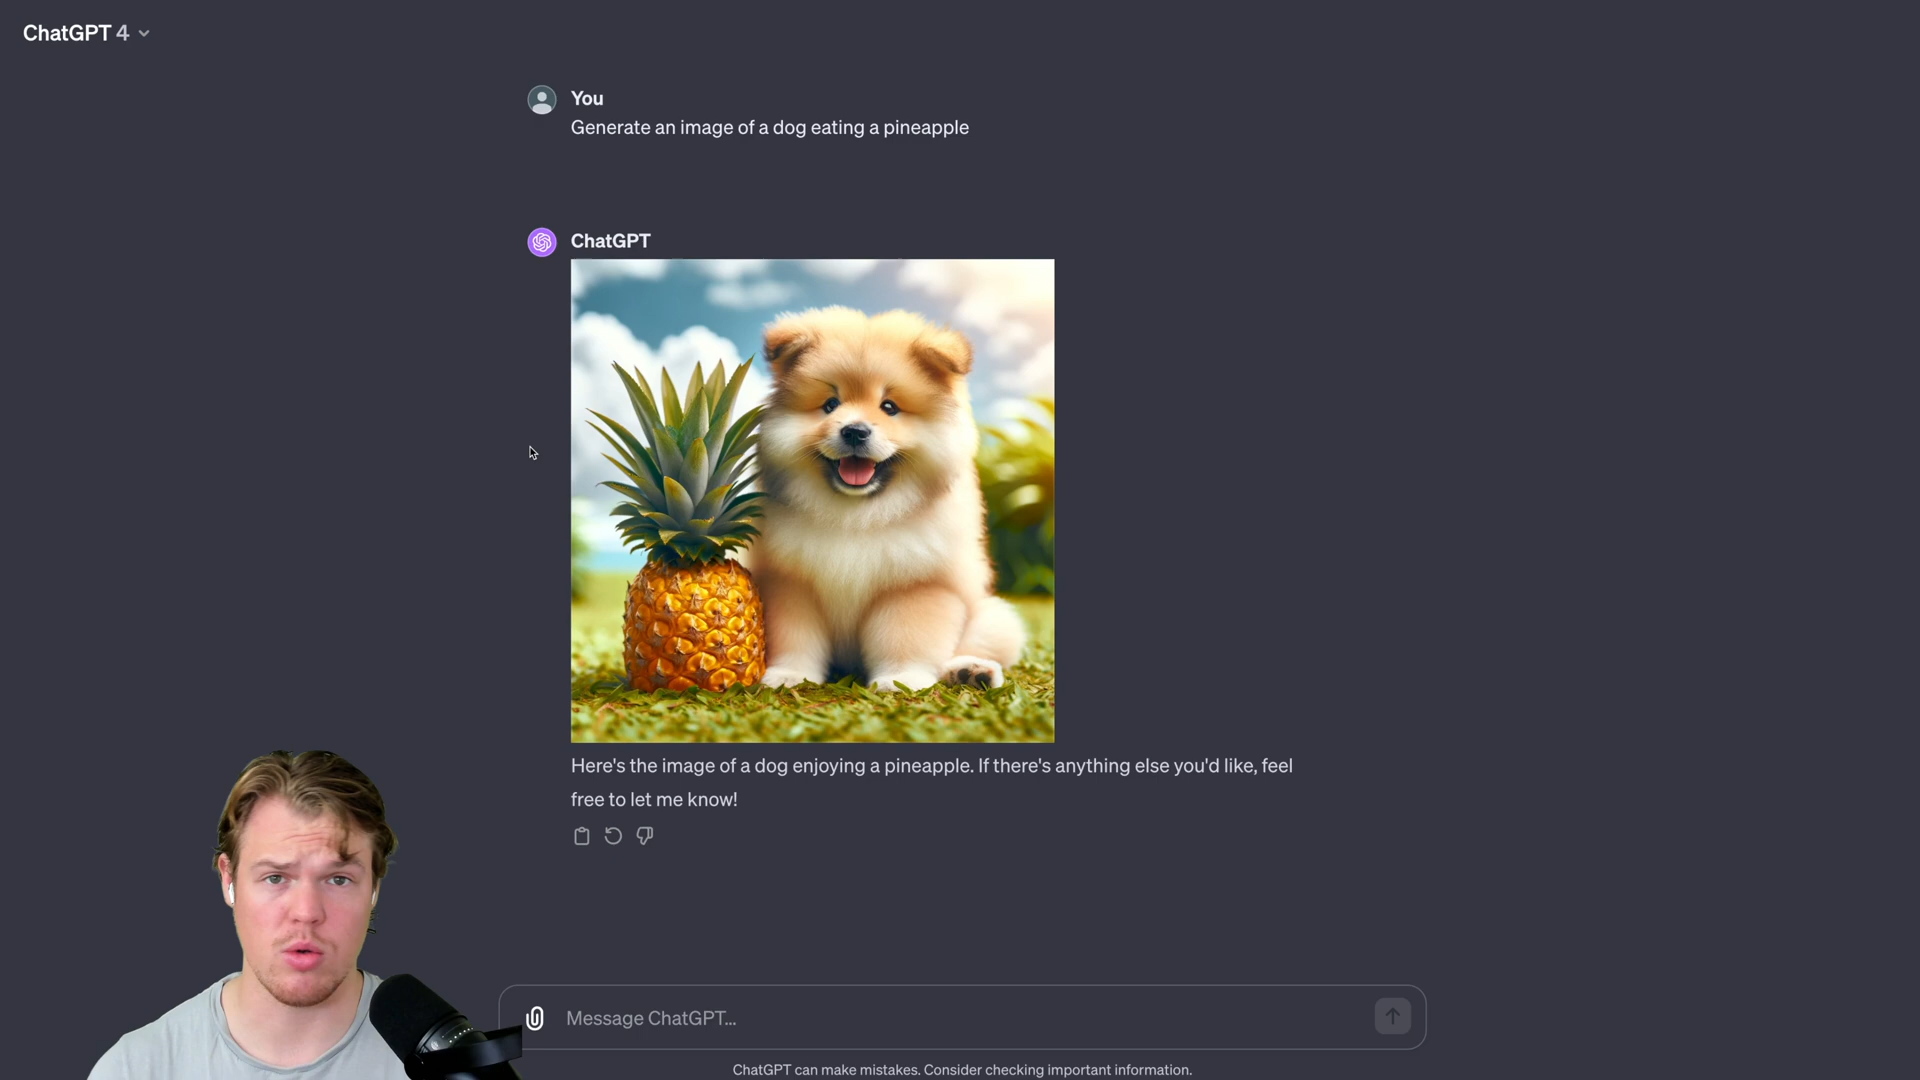 ChatGPT 4
You
Generate an image of a dog eating a pineapple
ChatGPT
Here's the image of a dog enjoying a pineapple. If there's anything else you'd like, feel
free to let me know!
Message ChatGPT...
ChatGPT can make mistakes. Consider checking important information.